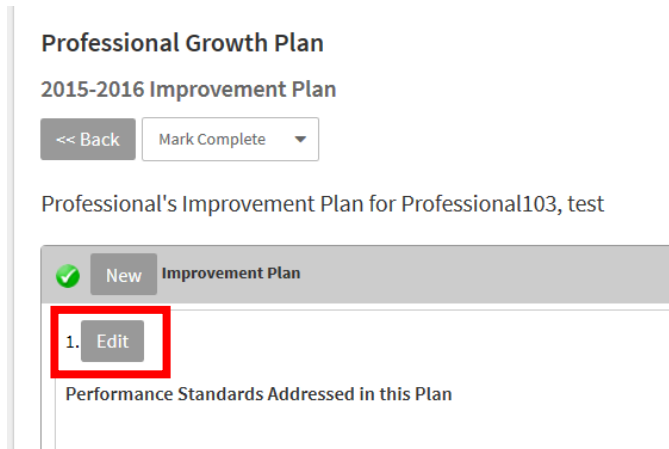 Professional Growth Plan
2015-2016 Improvement Plan
<< Back Mark Complete
Professional's Improvement Plan for Professional103, test
New Improvement Plan
1. Edit
Performance Standards Addressed in this Plan